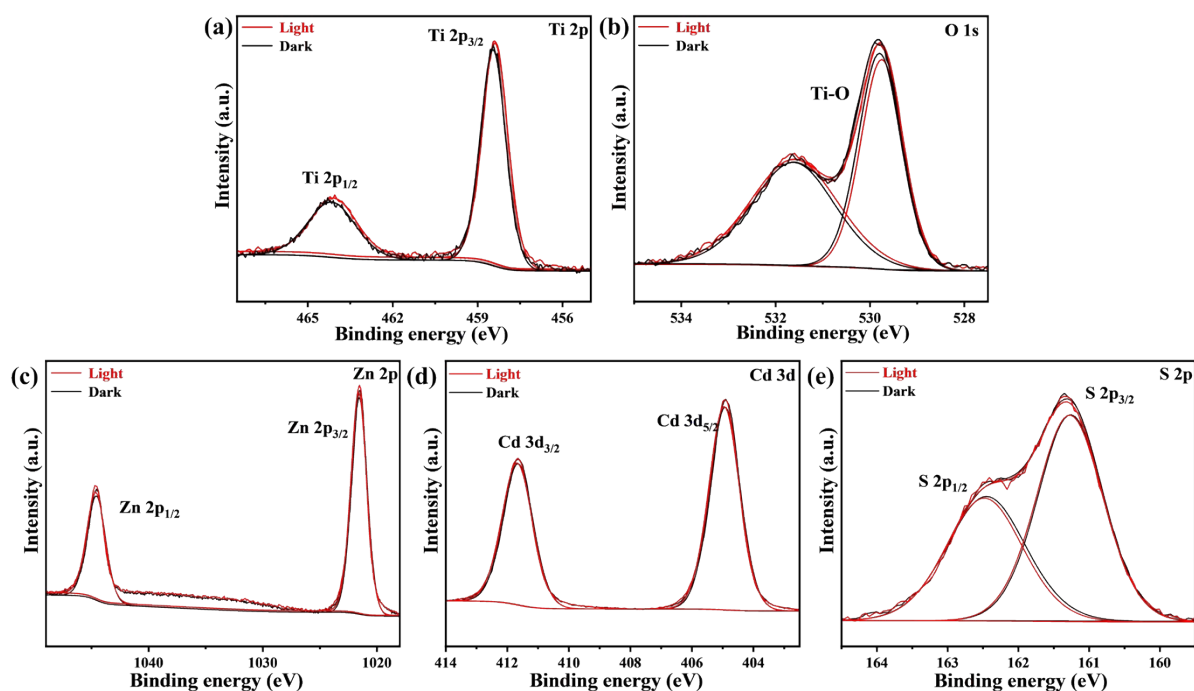 (a)
Light
Dark
Ti 2p
Ti 2p3/2
Ti 2p1/2
Intensity (a.u.)
465 462 459 456
Binding energy (eV)
(b)
Light
Dark
O 1s
Ti-O
Intensity (a.u.)
534 532 530 528
Binding energy (eV)
(c)
Light
Dark
Zn 2p
Zn 2p3/2
Zn 2p1/2
Intensity (a.u.)
1040 1030 1020
Binding energy (eV)
(d)
Light
Dark
Cd 3d
Cd 3d5/2
Cd 3d3/2
Intensity (a.u.)
414 412 410 408 406 404
Binding energy (eV)
(e)
Light
Dark
S 2p
S 2p3/2
S 2p1/2
Intensity (a.u.)
164 163 162 161 160
Binding energy (eV)